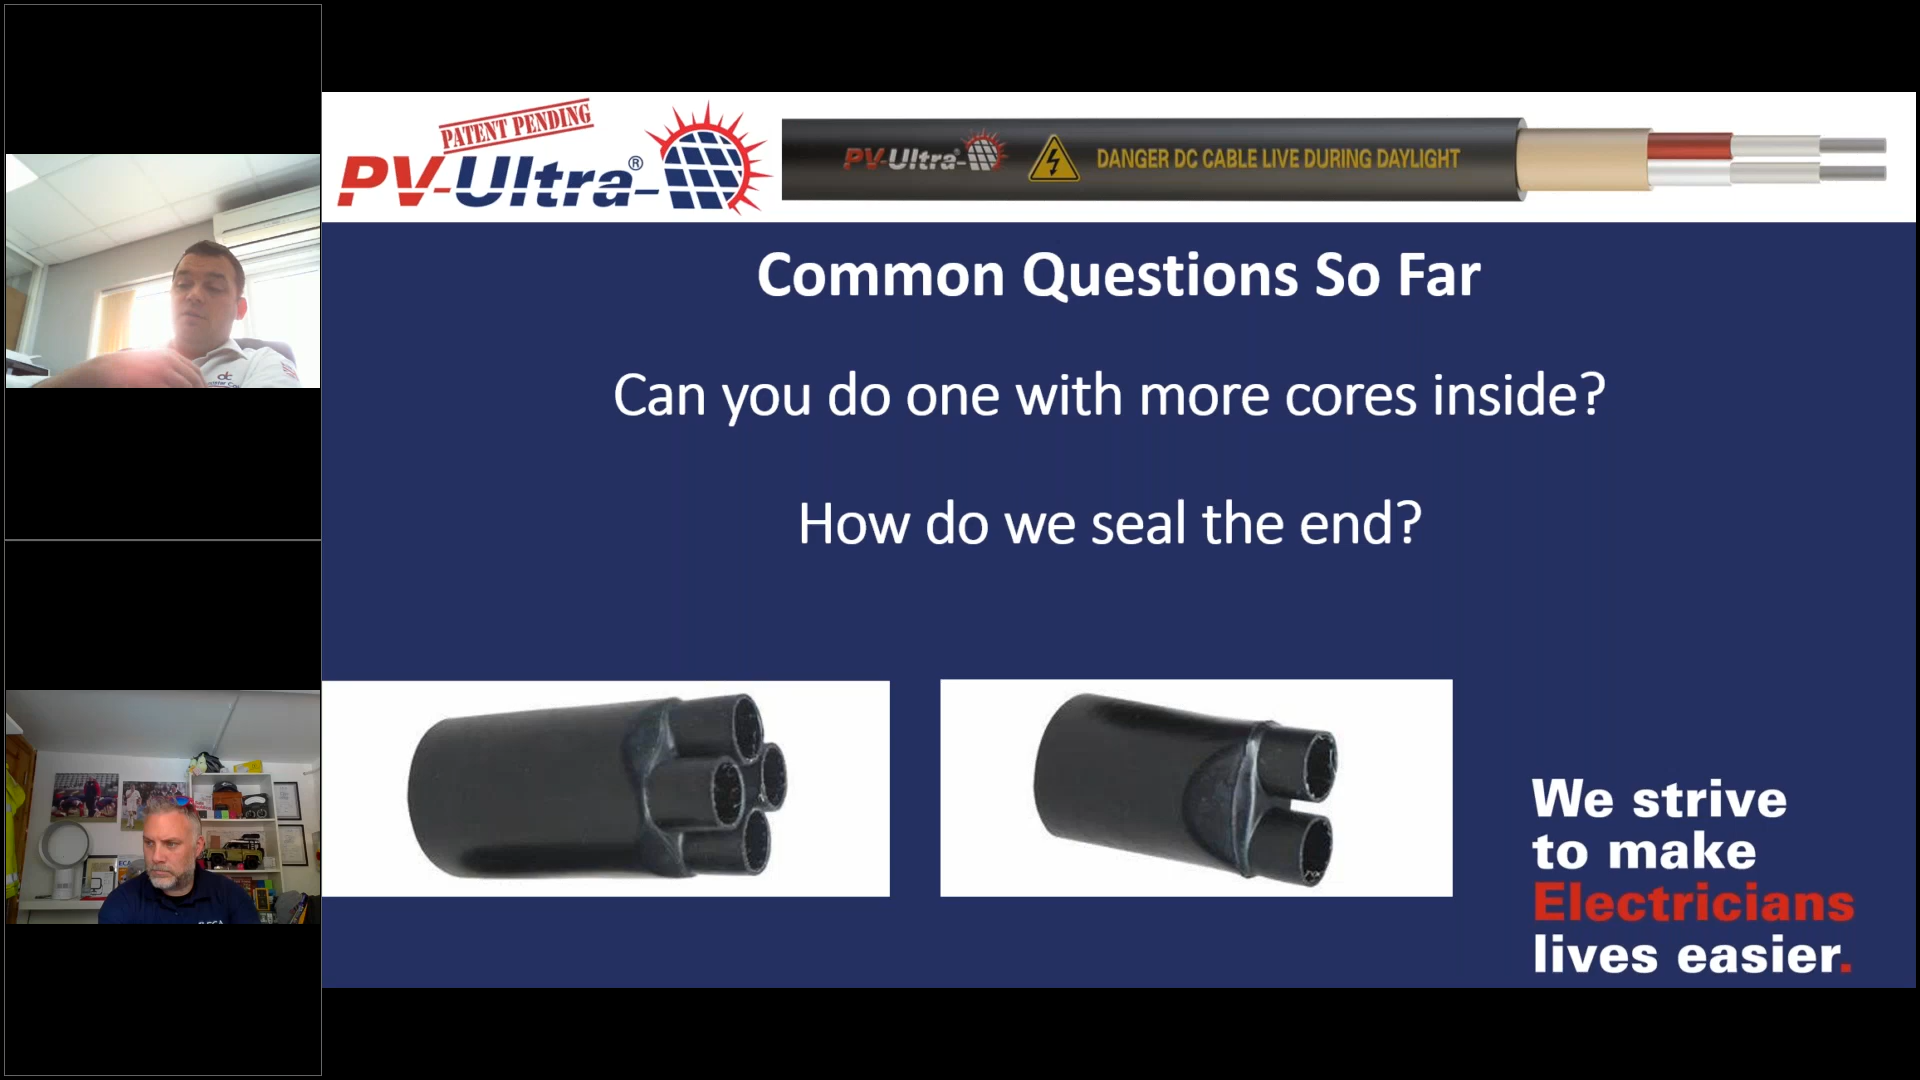 PATENT PENDING
PV-Ultra®
PV-Ultra DANGER DC CABLE LIVE DURING DAYLIGHT
Common Questions So Far
Can you do one with more cores inside?
How do we seal the end?
We strive
to make
Electricians
lives easier.